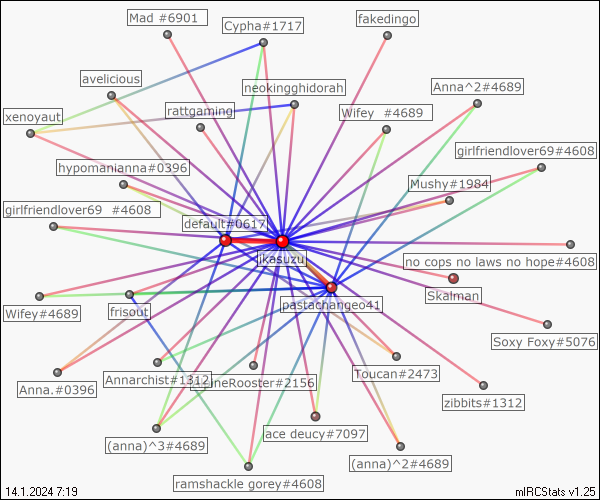 Mad #6901
Cypha#1717
fakedingo
avelicious
neokingghidorah
Anna^2#4689
rattgaming
Wifey #4689
xenoyaut
girlfriendlover69#4608
hypomanianna#0396
Mushy#1984
girlfriendlover69 #4608
default#0617
ikasuzu
no cops no laws no hope#4608
Skalman
pastachangeo41
Wifey#4689
frisout
Soxy Foxy#5076
Toucan#2473
Anna.#0396
Annarchist#1312
neRooster#2156
zibbits#1312
ace deucy#7097
(anna)^3#4689
(anna)^2#4689
ramshackle gorey#4608
14.1.2024 7:19
mIRCStats v1.25